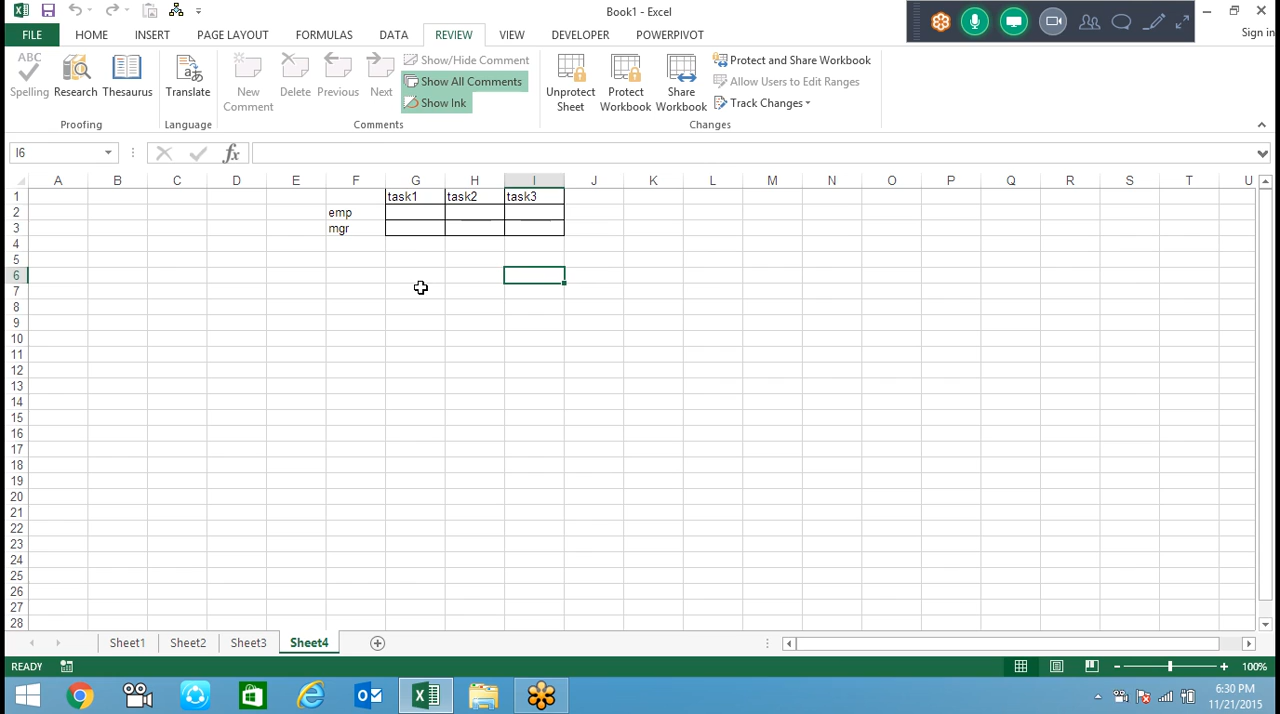 Book1 - Excel
Sign in
FILE HOME INSERT PAGE LAYOUT FORMULAS DATA REVIEW VIEW DEVELOPER POWERPIVOT
ABC
Spelling
Research
Thesaurus
Proofing
Translate
Language
New
Comment
Delete
Previous
Next
Show/Hide Comment
Show All Comments
Show Ink
Comments
Unprotect
Sheet
Protect
Workbook
Share
Workbook
Protect and Share Workbook
Allow Users to Edit Ranges
Track Changes
Changes
I6
fx
A B C D E F G H I J K L M N O P Q R S T U
1 task1 task2 task3
2 emp
3 mgr
4
5
6
7
8
9
10
11
12
13
14
15
16
17
18
19
20
21
22
23
24
25
26
27
28
Sheet1 Sheet2 Sheet3 Sheet4
READY
100%
6:30 PM
11/21/2015